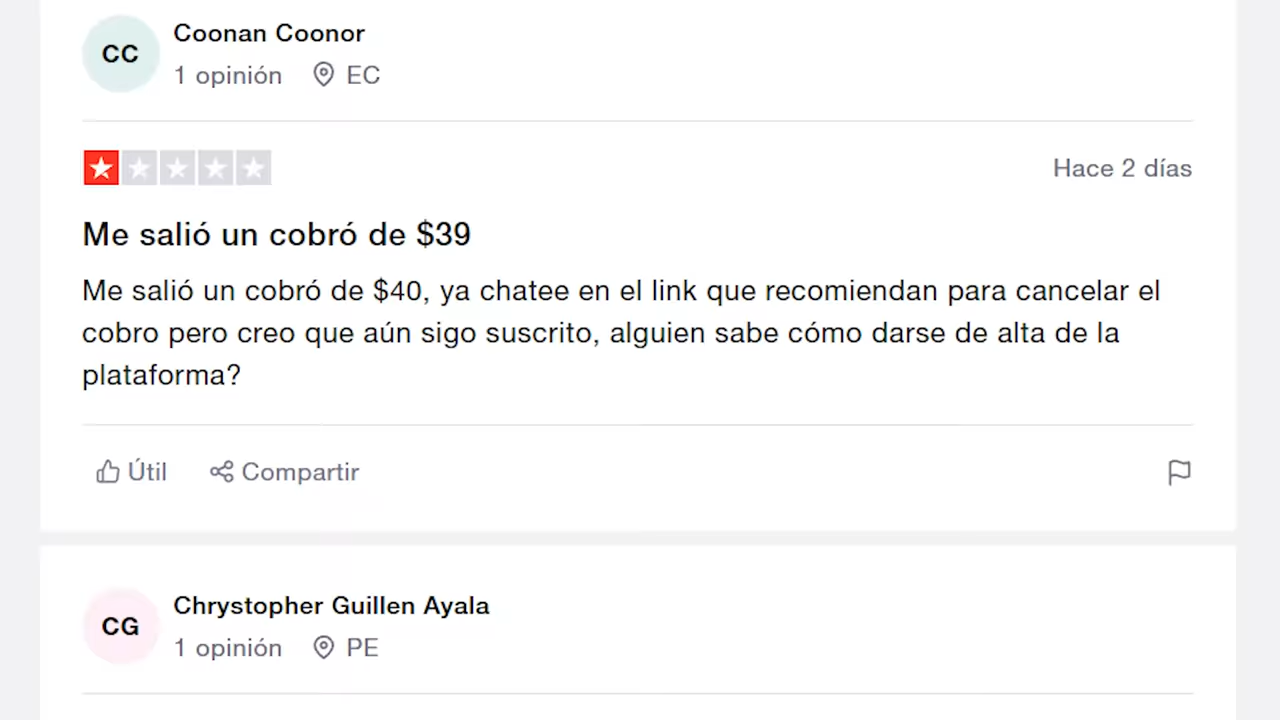 CC
Coonan Coonor
1 opinión EC
Hace 2 días
Me salió un cobró de $39
Me salió un cobró de $40, ya chatee en el link que recomiendan para cancelar el
cobro pero creo que aún sigo suscrito, alguien sabe cómo darse de alta de la
plataforma?
Útil Compartir
CG
Chrystopher Guillen Ayala
1 opinión PE